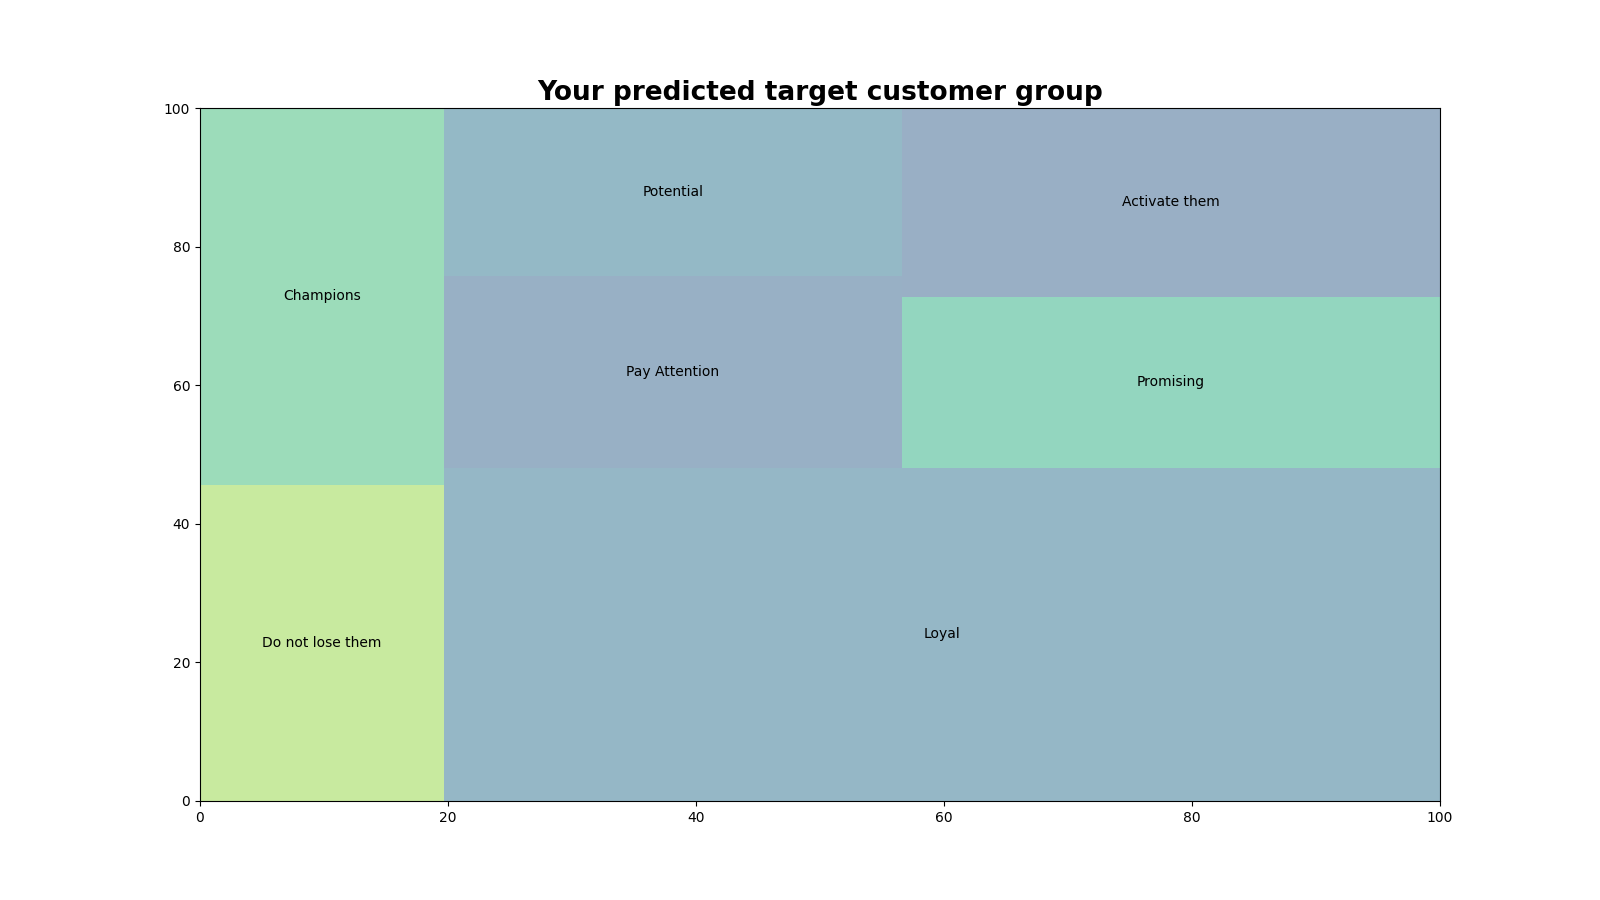 Your predicted target customer group
100
80
60
40
20
0
Champions
Potential
Activate them
Pay Attention
Promising
Do not lose them
Loyal
0
20
40
60
80
100